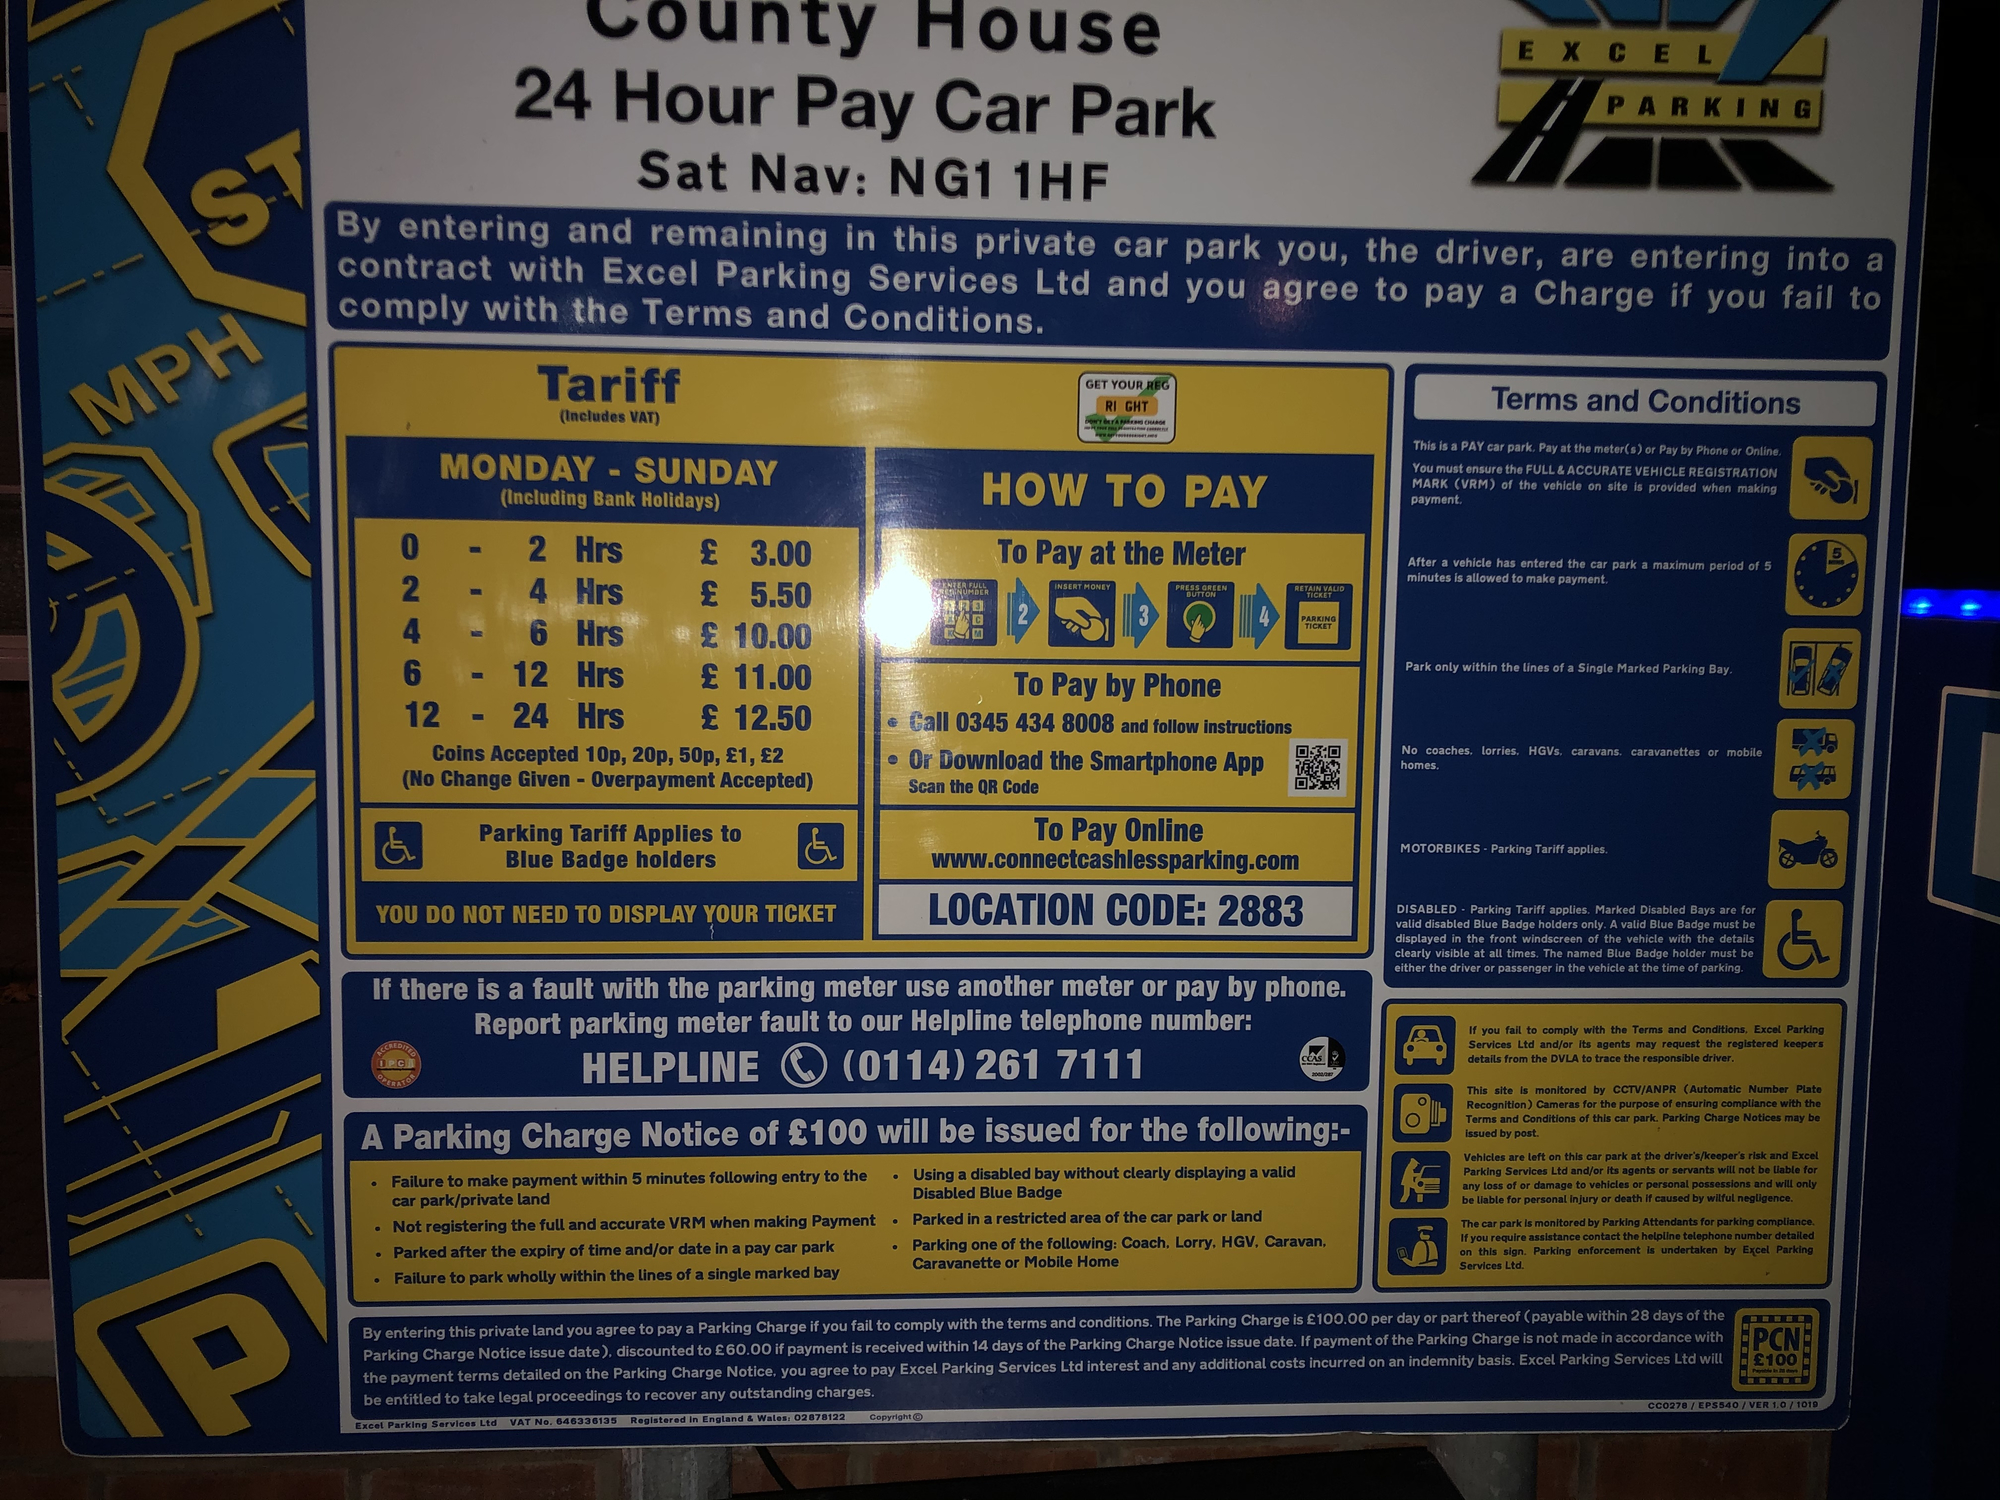 County House
24 Hour Pay Car Park
Sat Nav: NG1 1HF
EXCEL
PARKING
ST
MPH
P
By entering and remaining in this private car park you, the driver, are entering into a
contract with Excel Parking Services Ltd and you agree to pay a Charge if you fail to
comply with the Terms and Conditions.
Tariff
(Includes VAT)
GET YOUR REG
RI GHT
MONDAY - SUNDAY
(Including Bank Holidays)
0 - 2 Hrs £ 3.00
2 - 4 Hrs £ 5.50
4 - 6 Hrs £ 10.00
6 - 12 Hrs £ 11.00
12 - 24 Hrs £ 12.50
Coins Accepted 10p, 20p, 50p, £1, £2
(No Change Given - Overpayment Accepted)
Parking Tariff Applies to
Blue Badge holders
YOU DO NOT NEED TO DISPLAY YOUR TICKET
HOW TO PAY
To Pay at the Meter
ENTER FULL
REG NUMBER
2
INSERT MONEY
3
PRESS GREEN
BUTTON
4
RETAIN VALID
TICKET
PARKING
TICKET
To Pay by Phone
• Call 0345 434 8008 and follow instructions
• Or Download the Smartphone App
Scan the QR Code
To Pay Online
www.connectcashlessparking.com
LOCATION CODE: 2883
If there is a fault with the parking meter use another meter or pay by phone.
Report parking meter fault to our Helpline telephone number:
HELPLINE (0114) 261 7111
ACCREDITED
IPC
OPERATOR
CCAS
A Parking Charge Notice of £100 will be issued for the following:-
• Failure to make payment within 5 minutes following entry to the
car park/private land
• Not registering the full and accurate VRM when making Payment
• Parked after the expiry of time and/or date in a pay car park
• Failure to park wholly within the lines of a single marked bay
• Using a disabled bay without clearly displaying a valid
Disabled Blue Badge
• Parked in a restricted area of the car park or land
• Parking one of the following: Coach, Lorry, HGV, Caravan,
Caravanette or Mobile Home
Terms and Conditions
This is a PAY car park. Pay at the meter(s) or Pay by Phone or Online.
You must ensure the FULL & ACCURATE VEHICLE REGISTRATION
MARK (VRM) of the vehicle on site is provided when making
payment.
After a vehicle has entered the car park a maximum period of 5
minutes is allowed to make payment.
5
Park only within the lines of a Single Marked Parking Bay.
No coaches, lorries, HGVs, caravans, caravanettes or mobile
homes.
MOTORBIKES - Parking Tariff applies.
DISABLED - Parking Tariff applies. Marked Disabled Bays are for
valid disabled Blue Badge holders only. A valid Blue Badge must be
displayed in the front windscreen of the vehicle with the details
clearly visible at all times. The named Blue Badge holder must be
either the driver or passenger in the vehicle at the time of parking.
If you fail to comply with the Terms and Conditions, Excel Parking
Services Ltd and/or its agents may request the registered keepers
details from the DVLA to trace the responsible driver.
This site is monitored by CCTV/ANPR (Automatic Number Plate
Recognition) Cameras for the purpose of ensuring compliance with the
Terms and Conditions of this car park. Parking Charge Notices may be
issued by post.
Vehicles are left on this car park at the driver's/keeper's risk and Excel
Parking Services Ltd and/or its agents or servants will not be liable for
any loss of or damage to vehicles or personal possessions and will only
be liable for personal injury or death if caused by wilful negligence.
The car park is monitored by Parking Attendants for parking compliance.
If you require assistance contact the helpline telephone number detailed
on this sign. Parking enforcement is undertaken by Excel Parking
Services Ltd.
By entering this private land you agree to pay a Parking Charge if you fail to comply with the terms and conditions. The Parking Charge is £100.00 per day or part thereof (payable within 28 days of the
Parking Charge Notice issue date), discounted to £60.00 if payment is received within 14 days of the Parking Charge Notice issue date. If payment of the Parking Charge is not made in accordance with
the payment terms detailed on the Parking Charge Notice, you agree to pay Excel Parking Services Ltd interest and any additional costs incurred on an indemnity basis. Excel Parking Services Ltd will
be entitled to take legal proceedings to recover any outstanding charges.
PCN
£100
Payable in 28 days
Excel Parking Services Ltd VAT No. 646336135 Registered in England & Wales: 02878122 Copyright ©
CC0278 / EPS540 / VER 1.0 / 1019